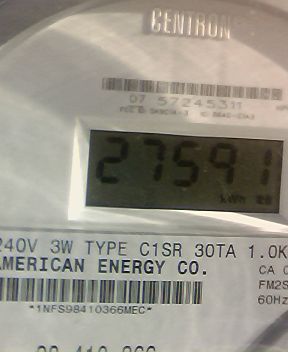 CENTRON
07 57245311
27591
kWh
240V 3W TYPE C1SR 30TA 1.0K
AMERICAN ENERGY CO.
CA 0
FM2S
60Hz
*1NFS98410366MEC*